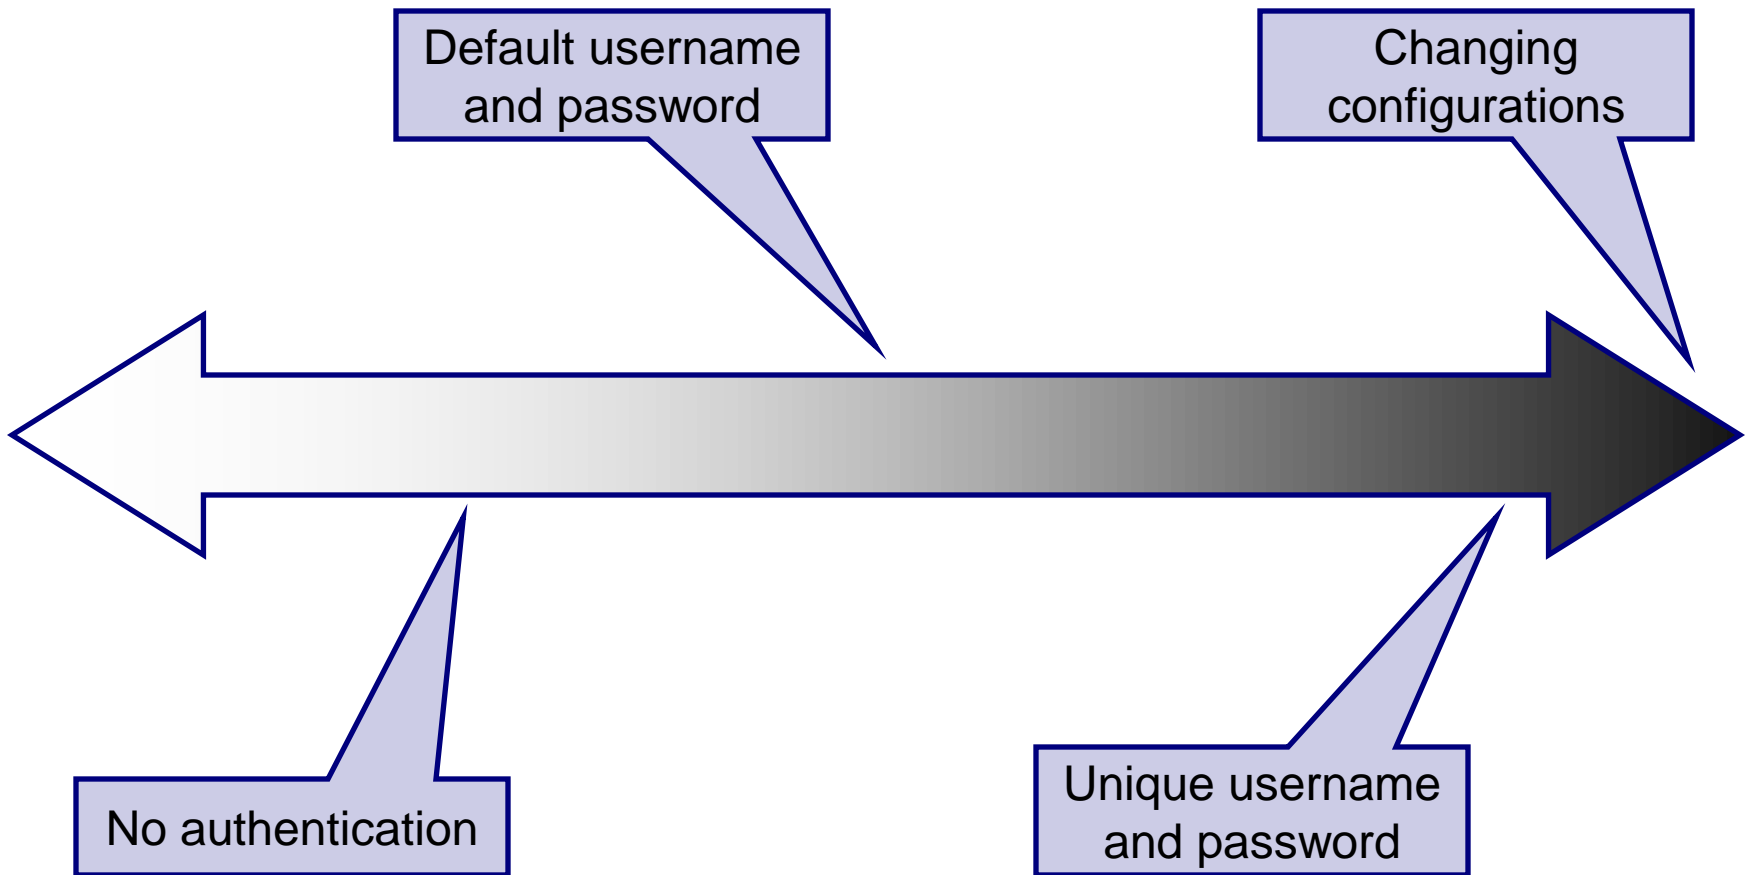 Default username
and password
Changing
configurations
No authentication
Unique username
and password